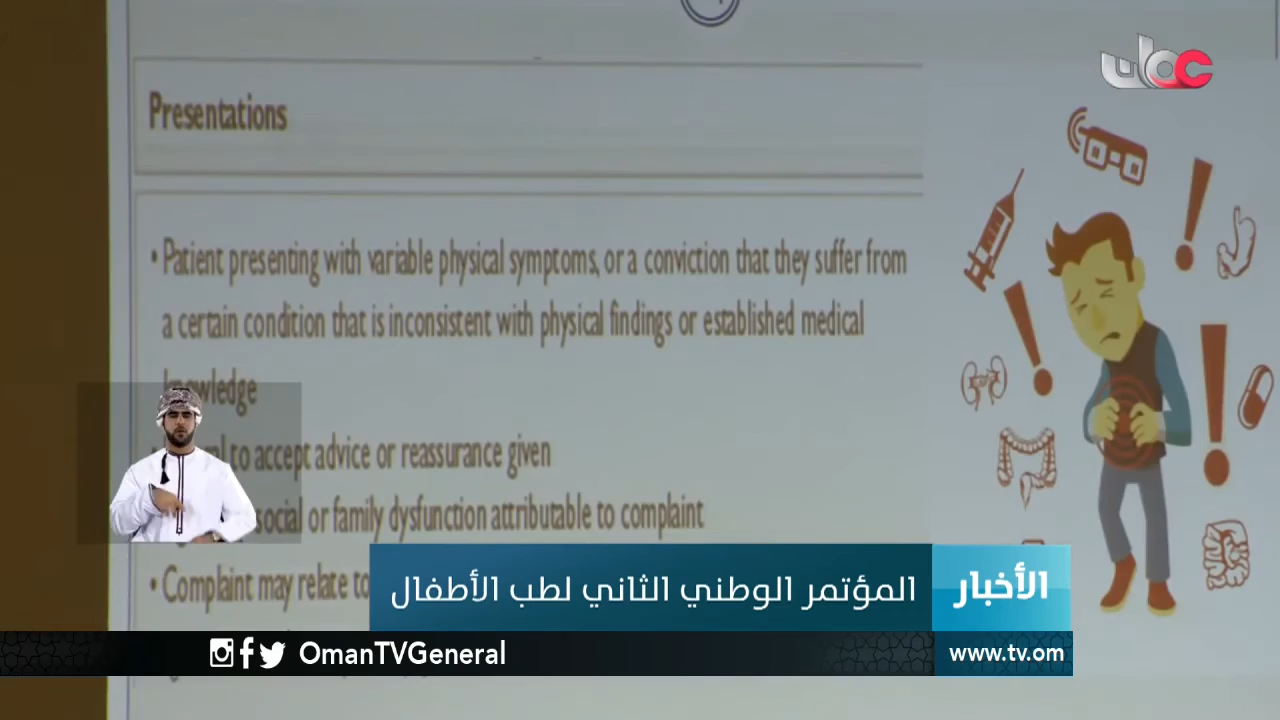 عمان
Presentations
• Patient presenting with variable physical symptoms, or a conviction that they suffer from
a certain condition that is inconsistent with physical findings or established medical
knowledge
to accept advice or reassurance given
social or family dysfunction attributable to complaint
• Complaint may relate to
المؤتمر الوطني الثاني لطب الأطفال
الأخبار
OmanTVGeneral
www.tv.om